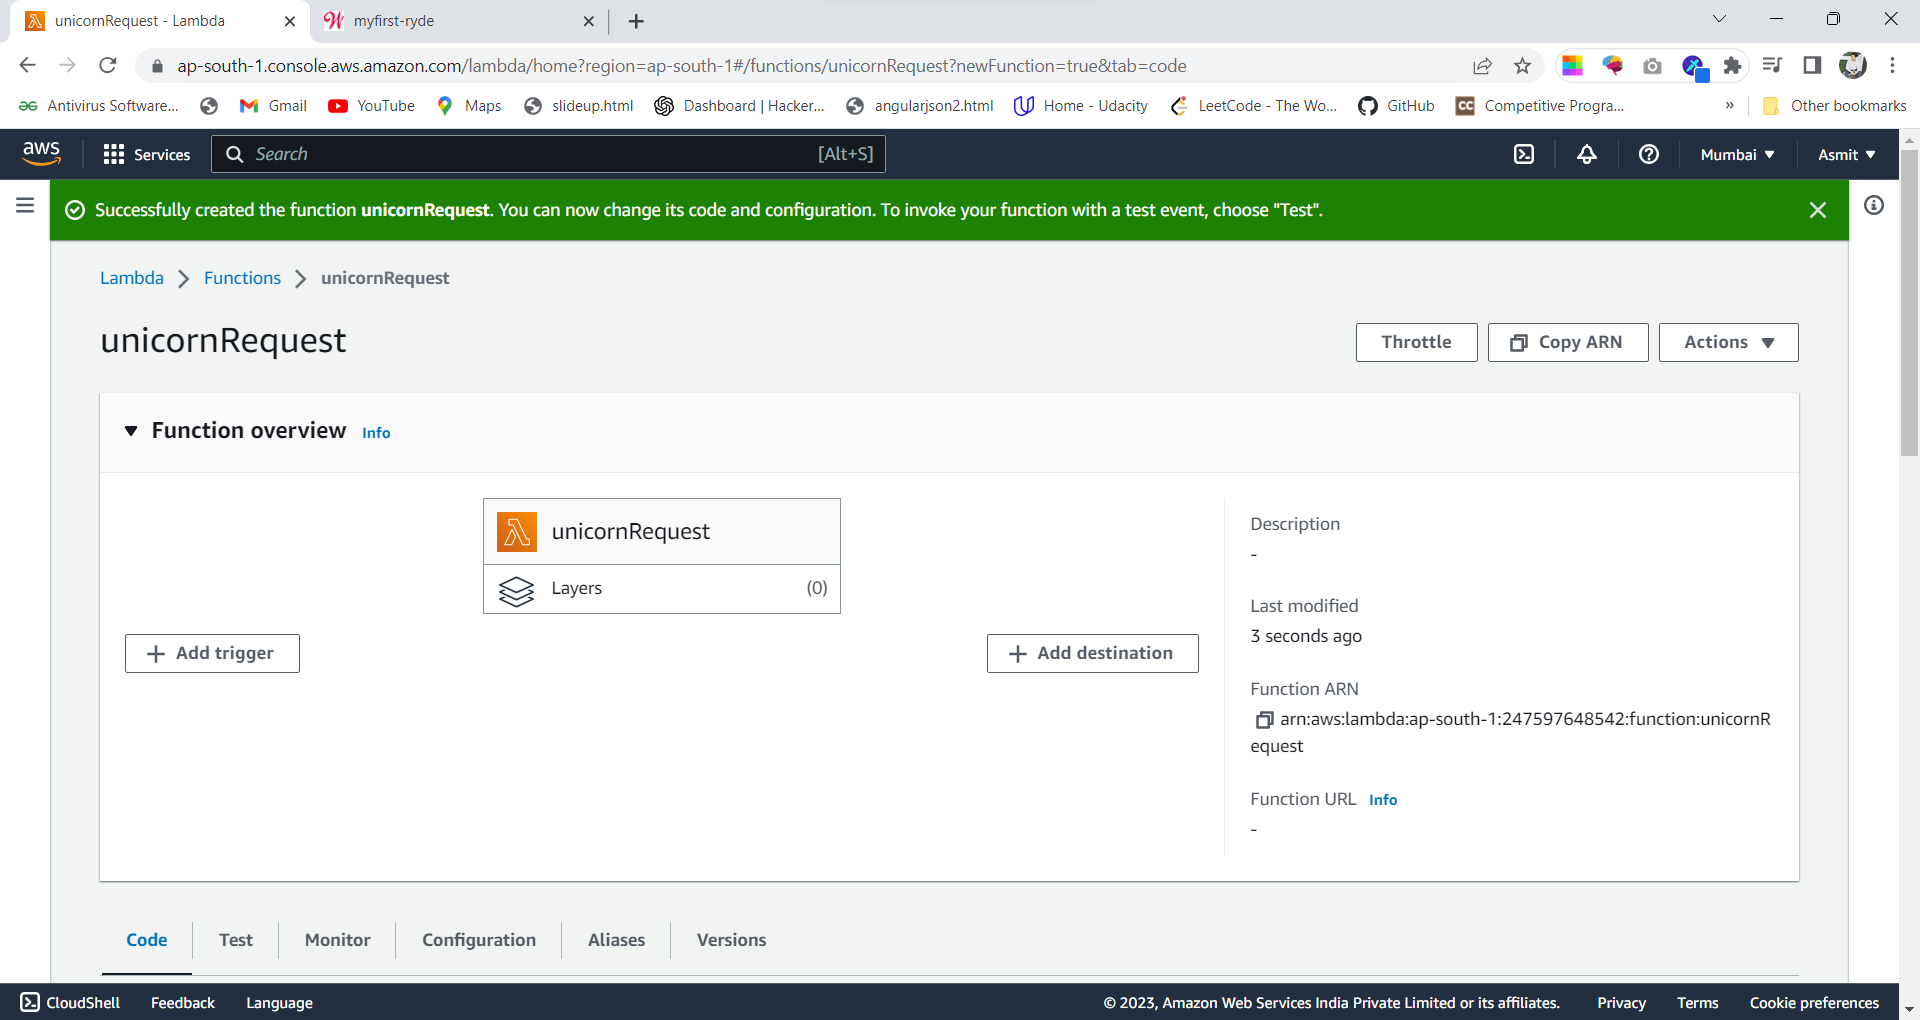 unicornRequest - Lambda
myfirst-ryde
ap-south-1.console.aws.amazon.com/lambda/home?region=ap-south-1#/functions/unicornRequest?newFunction=true&tab=code
Antivirus Software... Gmail YouTube Maps slideup.html Dashboard | Hacker... angularjson2.html Home - Udacity LeetCode - The Wo... GitHub CC Competitive Progra... » Other bookmarks
aws Services Search [Alt+S] Mumbai Asmit
Successfully created the function unicornRequest. You can now change its code and configuration. To invoke your function with a test event, choose "Test".
Lambda Functions unicornRequest
unicornRequest
Throttle Copy ARN Actions
Function overview Info
unicornRequest
Layers (0)
Add trigger
Add destination
Description
-
Last modified
3 seconds ago
Function ARN
arn:aws:lambda:ap-south-1:247597648542:function:unicornR
equest
Function URL Info
-
Code Test Monitor Configuration Aliases Versions
CloudShell Feedback Language © 2023, Amazon Web Services India Private Limited or its affiliates. Privacy Terms Cookie preferences